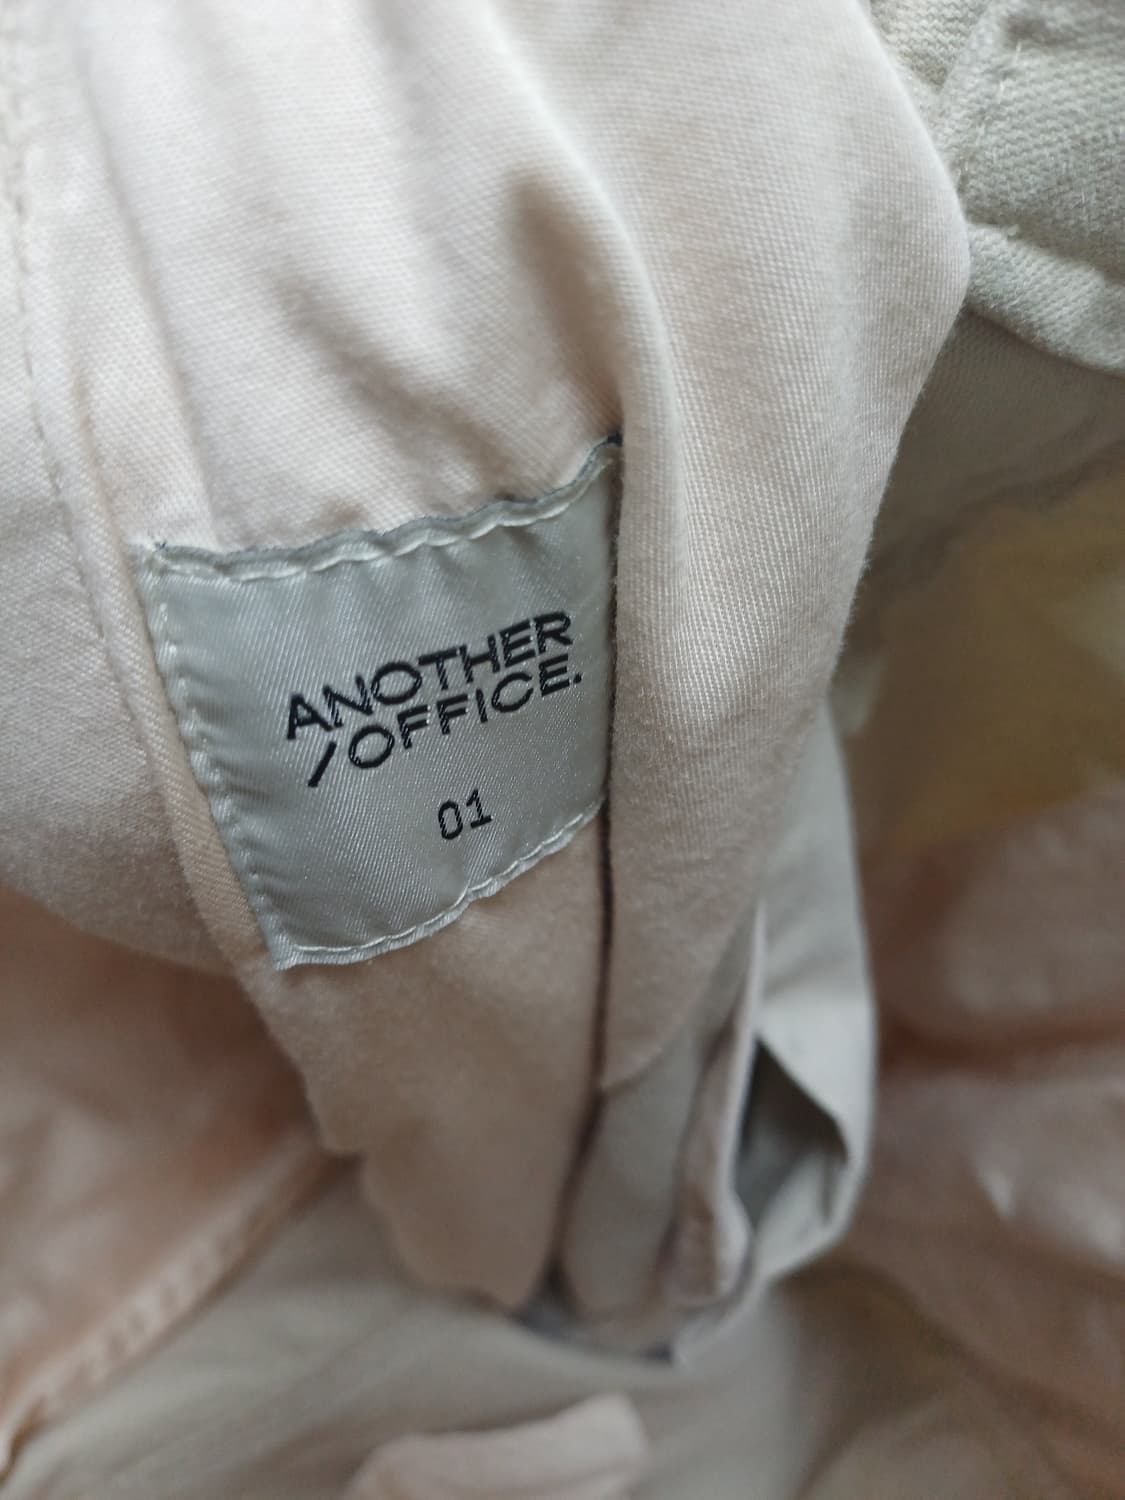 ANOTHER
/OFFICE.
01